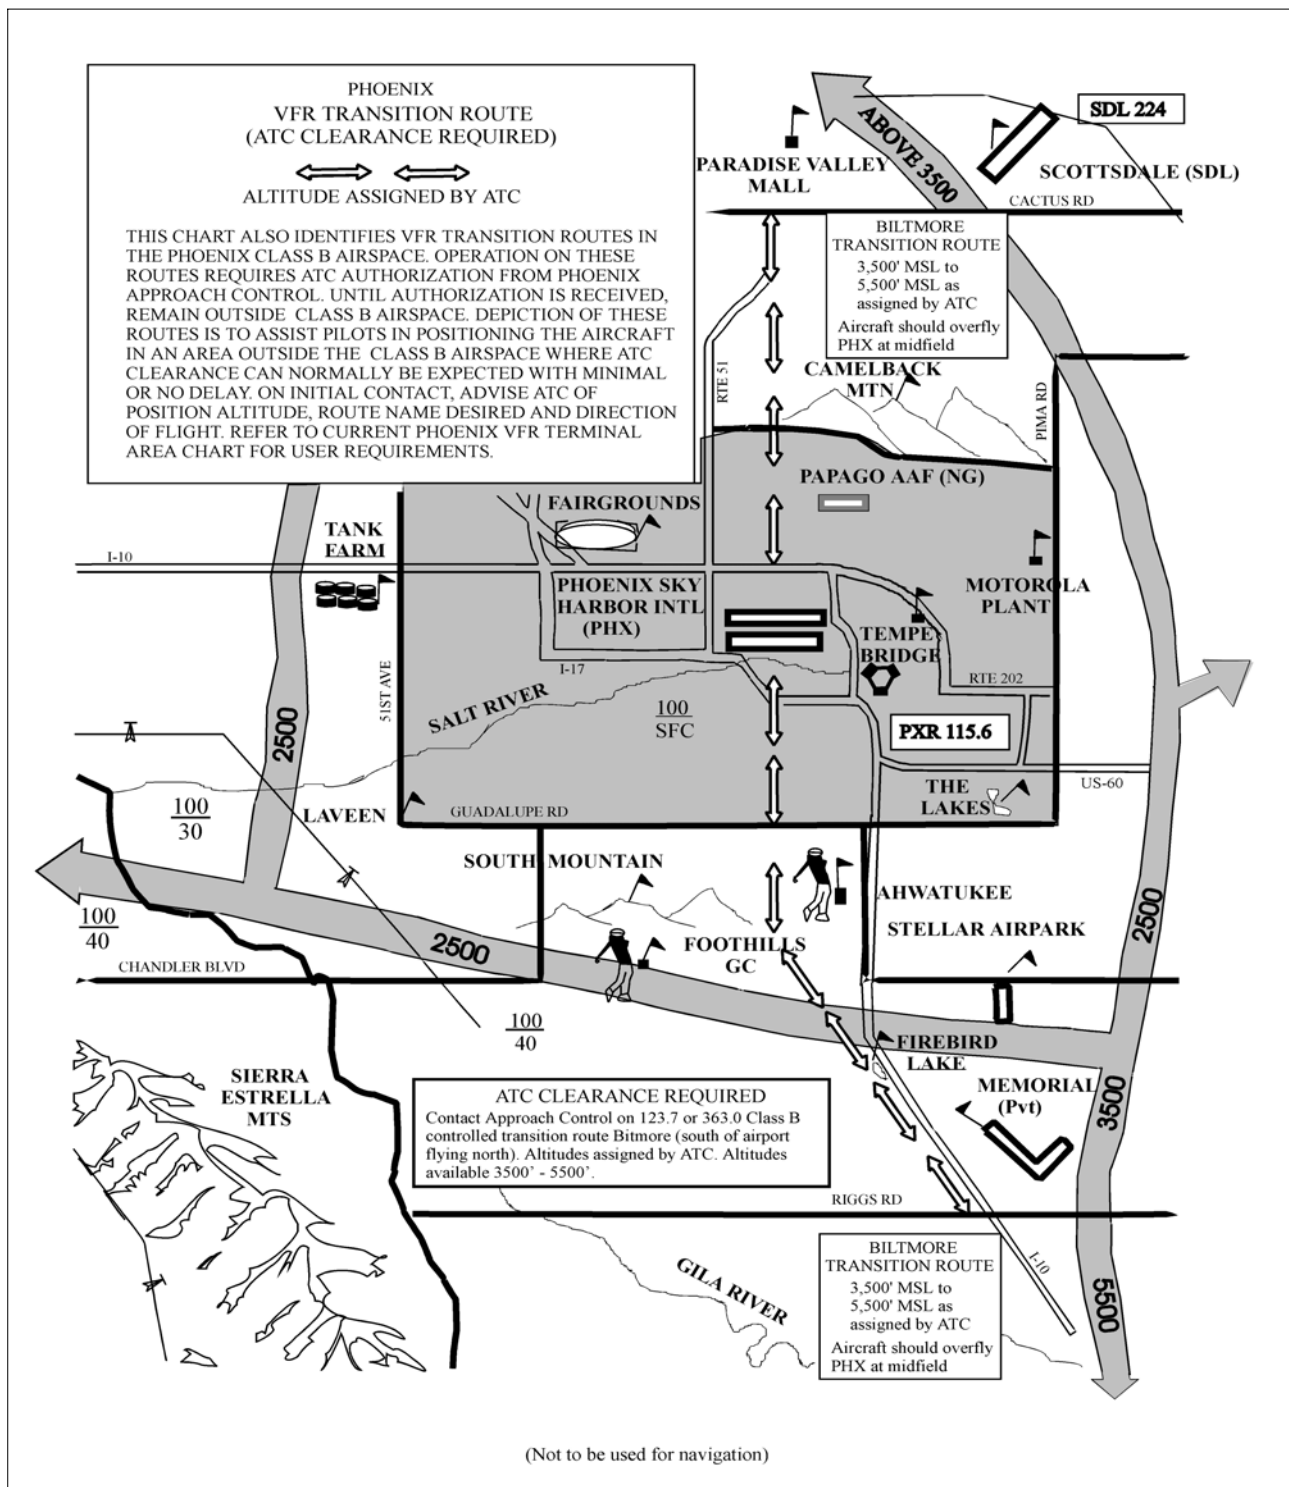 PHOENIX
VFR TRANSITION ROUTE
(ATC CLEARANCE REQUIRED)
ALTITUDE ASSIGNED BY ATC
THIS CHART ALSO IDENTIFIES VFR TRANSITION ROUTES IN
THE PHOENIX CLASS B AIRSPACE. OPERATION ON THESE
ROUTES REQUIRES ATC AUTHORIZATION FROM PHOENIX
APPROACH CONTROL. UNTIL AUTHORIZATION IS RECEIVED,
REMAIN OUTSIDE CLASS B AIRSPACE. DEPICTION OF THESE
ROUTES IS TO ASSIST PILOTS IN POSITIONING THE AIRCRAFT
IN AN AREA OUTSIDE THE CLASS B AIRSPACE WHERE ATC
CLEARANCE CAN NORMALLY BE EXPECTED WITH MINIMAL
OR NO DELAY. ON INITIAL CONTACT, ADVISE ATC OF
POSITION ALTITUDE, ROUTE NAME DESIRED AND DIRECTION
OF FLIGHT. REFER TO CURRENT PHOENIX VFR TERMINAL
AREA CHART FOR USER REQUIREMENTS.
ABOVE 3500
SDL 224
PARADISE VALLEY
MALL
SCOTTSDALE (SDL)
CACTUS RD
BILTMORE
TRANSITION ROUTE
3,500' MSL to
5,500' MSL as
assigned by ATC
Aircraft should overfly
PHX at midfield
RTE 51
CAMELBACK
MTN
PIMA RD
PAPAGO AAF (NG)
FAIRGROUNDS
TANK
FARM
I-10
PHOENIX SKY
HARBOR INTL
(PHX)
MOTOROLA
PLANT
TEMPE
BRIDGE
I-17
RTE 202
51ST AVE
SALT RIVER
100
SFC
PXR 115.6
2500
THE
LAKES
US-60
100
30
LAVEEN
GUADALUPE RD
SOUTH MOUNTAIN
AHWATUKEE
STELLAR AIRPARK
2500
100
40
2500
FOOTHILLS
GC
CHANDLER BLVD
100
40
FIREBIRD
LAKE
SIERRA
ESTRELLA
MTS
MEMORIAL
(Pvt)
3500
ATC CLEARANCE REQUIRED
Contact Approach Control on 123.7 or 363.0 Class B
controlled transition route Bitmore (south of airport
flying north). Altitudes assigned by ATC. Altitudes
available 3500' - 5500'.
RIGGS RD
GILA RIVER
I-10
5500
BILTMORE
TRANSITION ROUTE
3,500' MSL to
5,500' MSL as
assigned by ATC
Aircraft should overfly
PHX at midfield
(Not to be used for navigation)